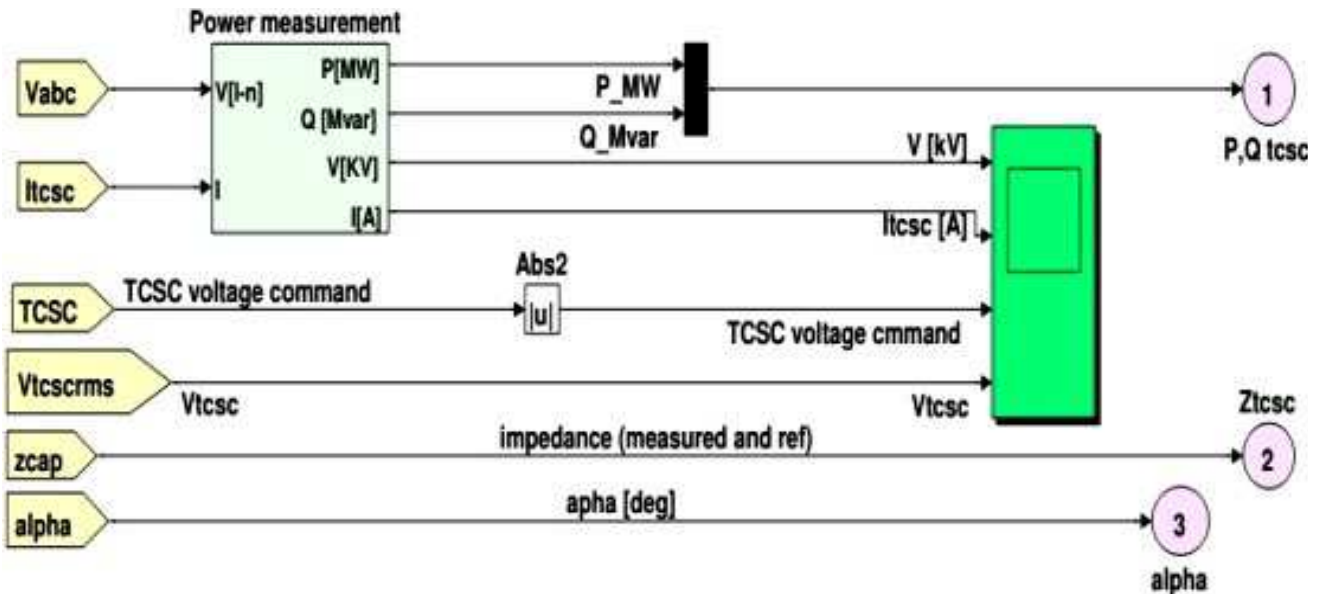 Power measurement
Vabc
V[I-n]
P[MW]
P_MW
1
P,Q tcsc
Q [Mvar]
Q_Mvar
V[KV]
V [kV]
Itcsc
I
I[A]
Itcsc [A]
Abs2
TCSC
TCSC voltage command
|u|
TCSC voltage cmmand
Vtcscrms
Vtcsc
Vtcsc
Ztcsc
zcap
impedance (measured and ref)
2
alpha
apha [deg]
3
alpha